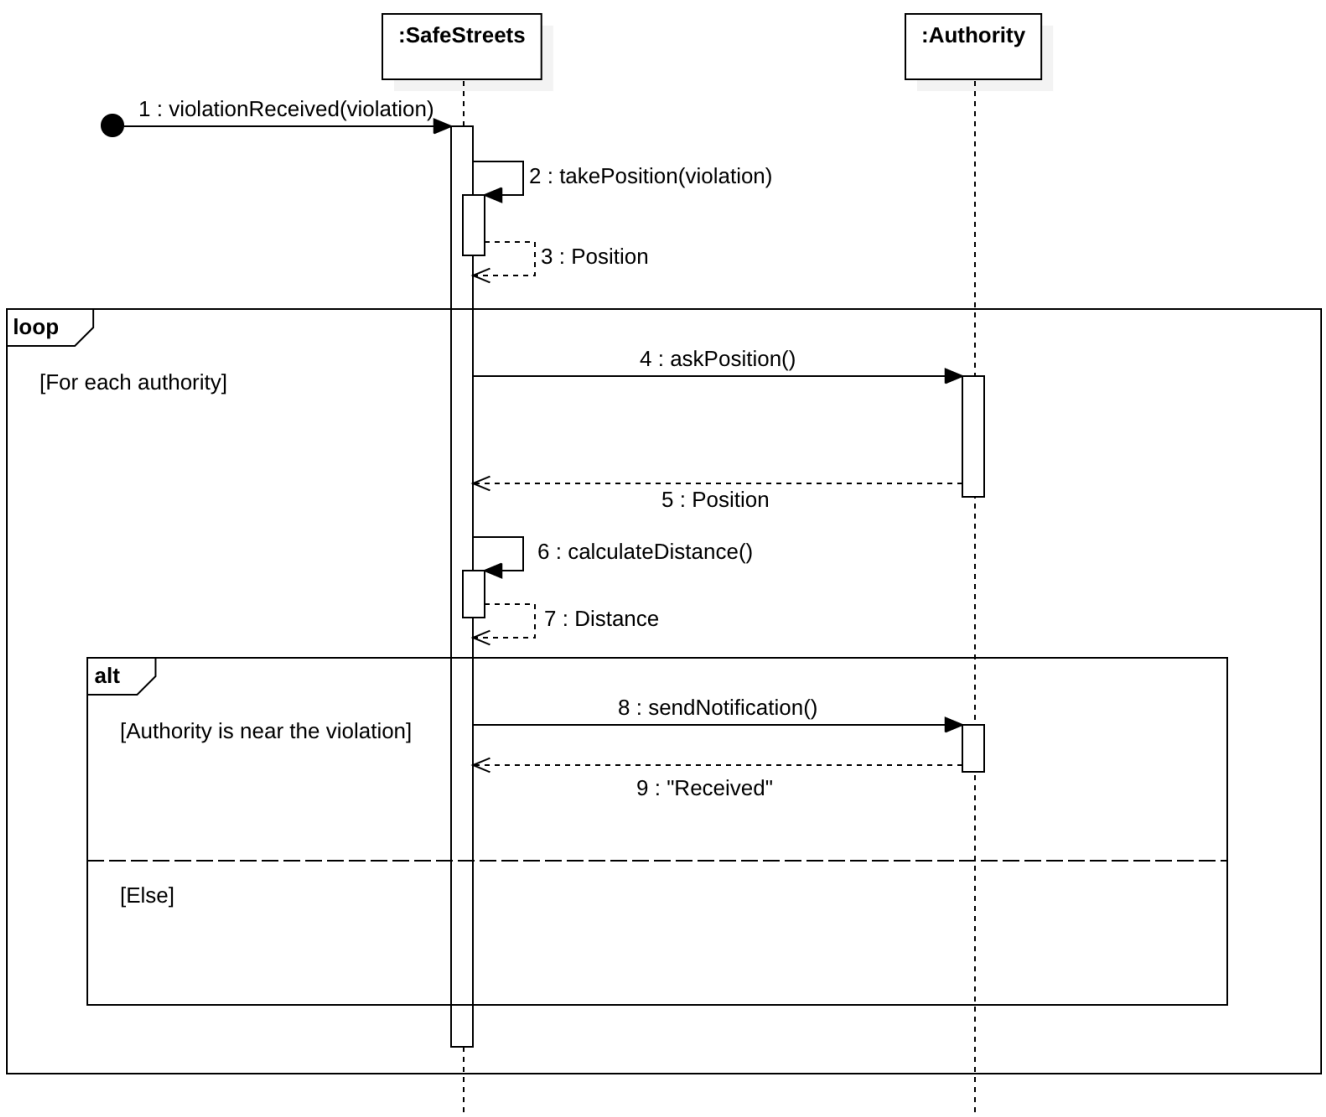 :SafeStreets
:Authority
1 : violationReceived(violation)
2 : takePosition(violation)
3 : Position
loop
4 : askPosition()
[For each authority]
5 : Position
6 : calculateDistance()
7 : Distance
alt
8 : sendNotification()
[Authority is near the violation]
9 : "Received"
[Else]